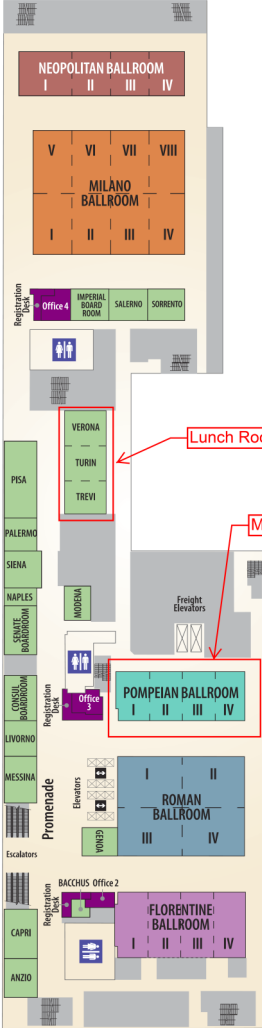 NEOPOLITAN BALLROOM
I II III IV
V VI VII VIII
MILANO
BALLROOM
I II III IV
Registration
Desk
Office 4
IMPERIAL
BOARD
ROOM
SALERNO
SORRENTO
VERONA
TURIN
TREVI
Lunch Roo
PISA
PALERMO
SIENA
NAPLES
SENATE
BOARDROOM
MODENA
M
Freight
Elevators
CONSUL
BOARDROOM
LIVORNO
MESSINA
Registration
Desk
Office
3
POMPEIAN BALLROOM
I II III IV
Promenade
Elevators
GENOA
I II
ROMAN
BALLROOM
III IV
Escalators
BACCHUS Office 2
Registration
Desk
FLORENTINE
BALLROOM
I II III IV
CAPRI
ANZIO